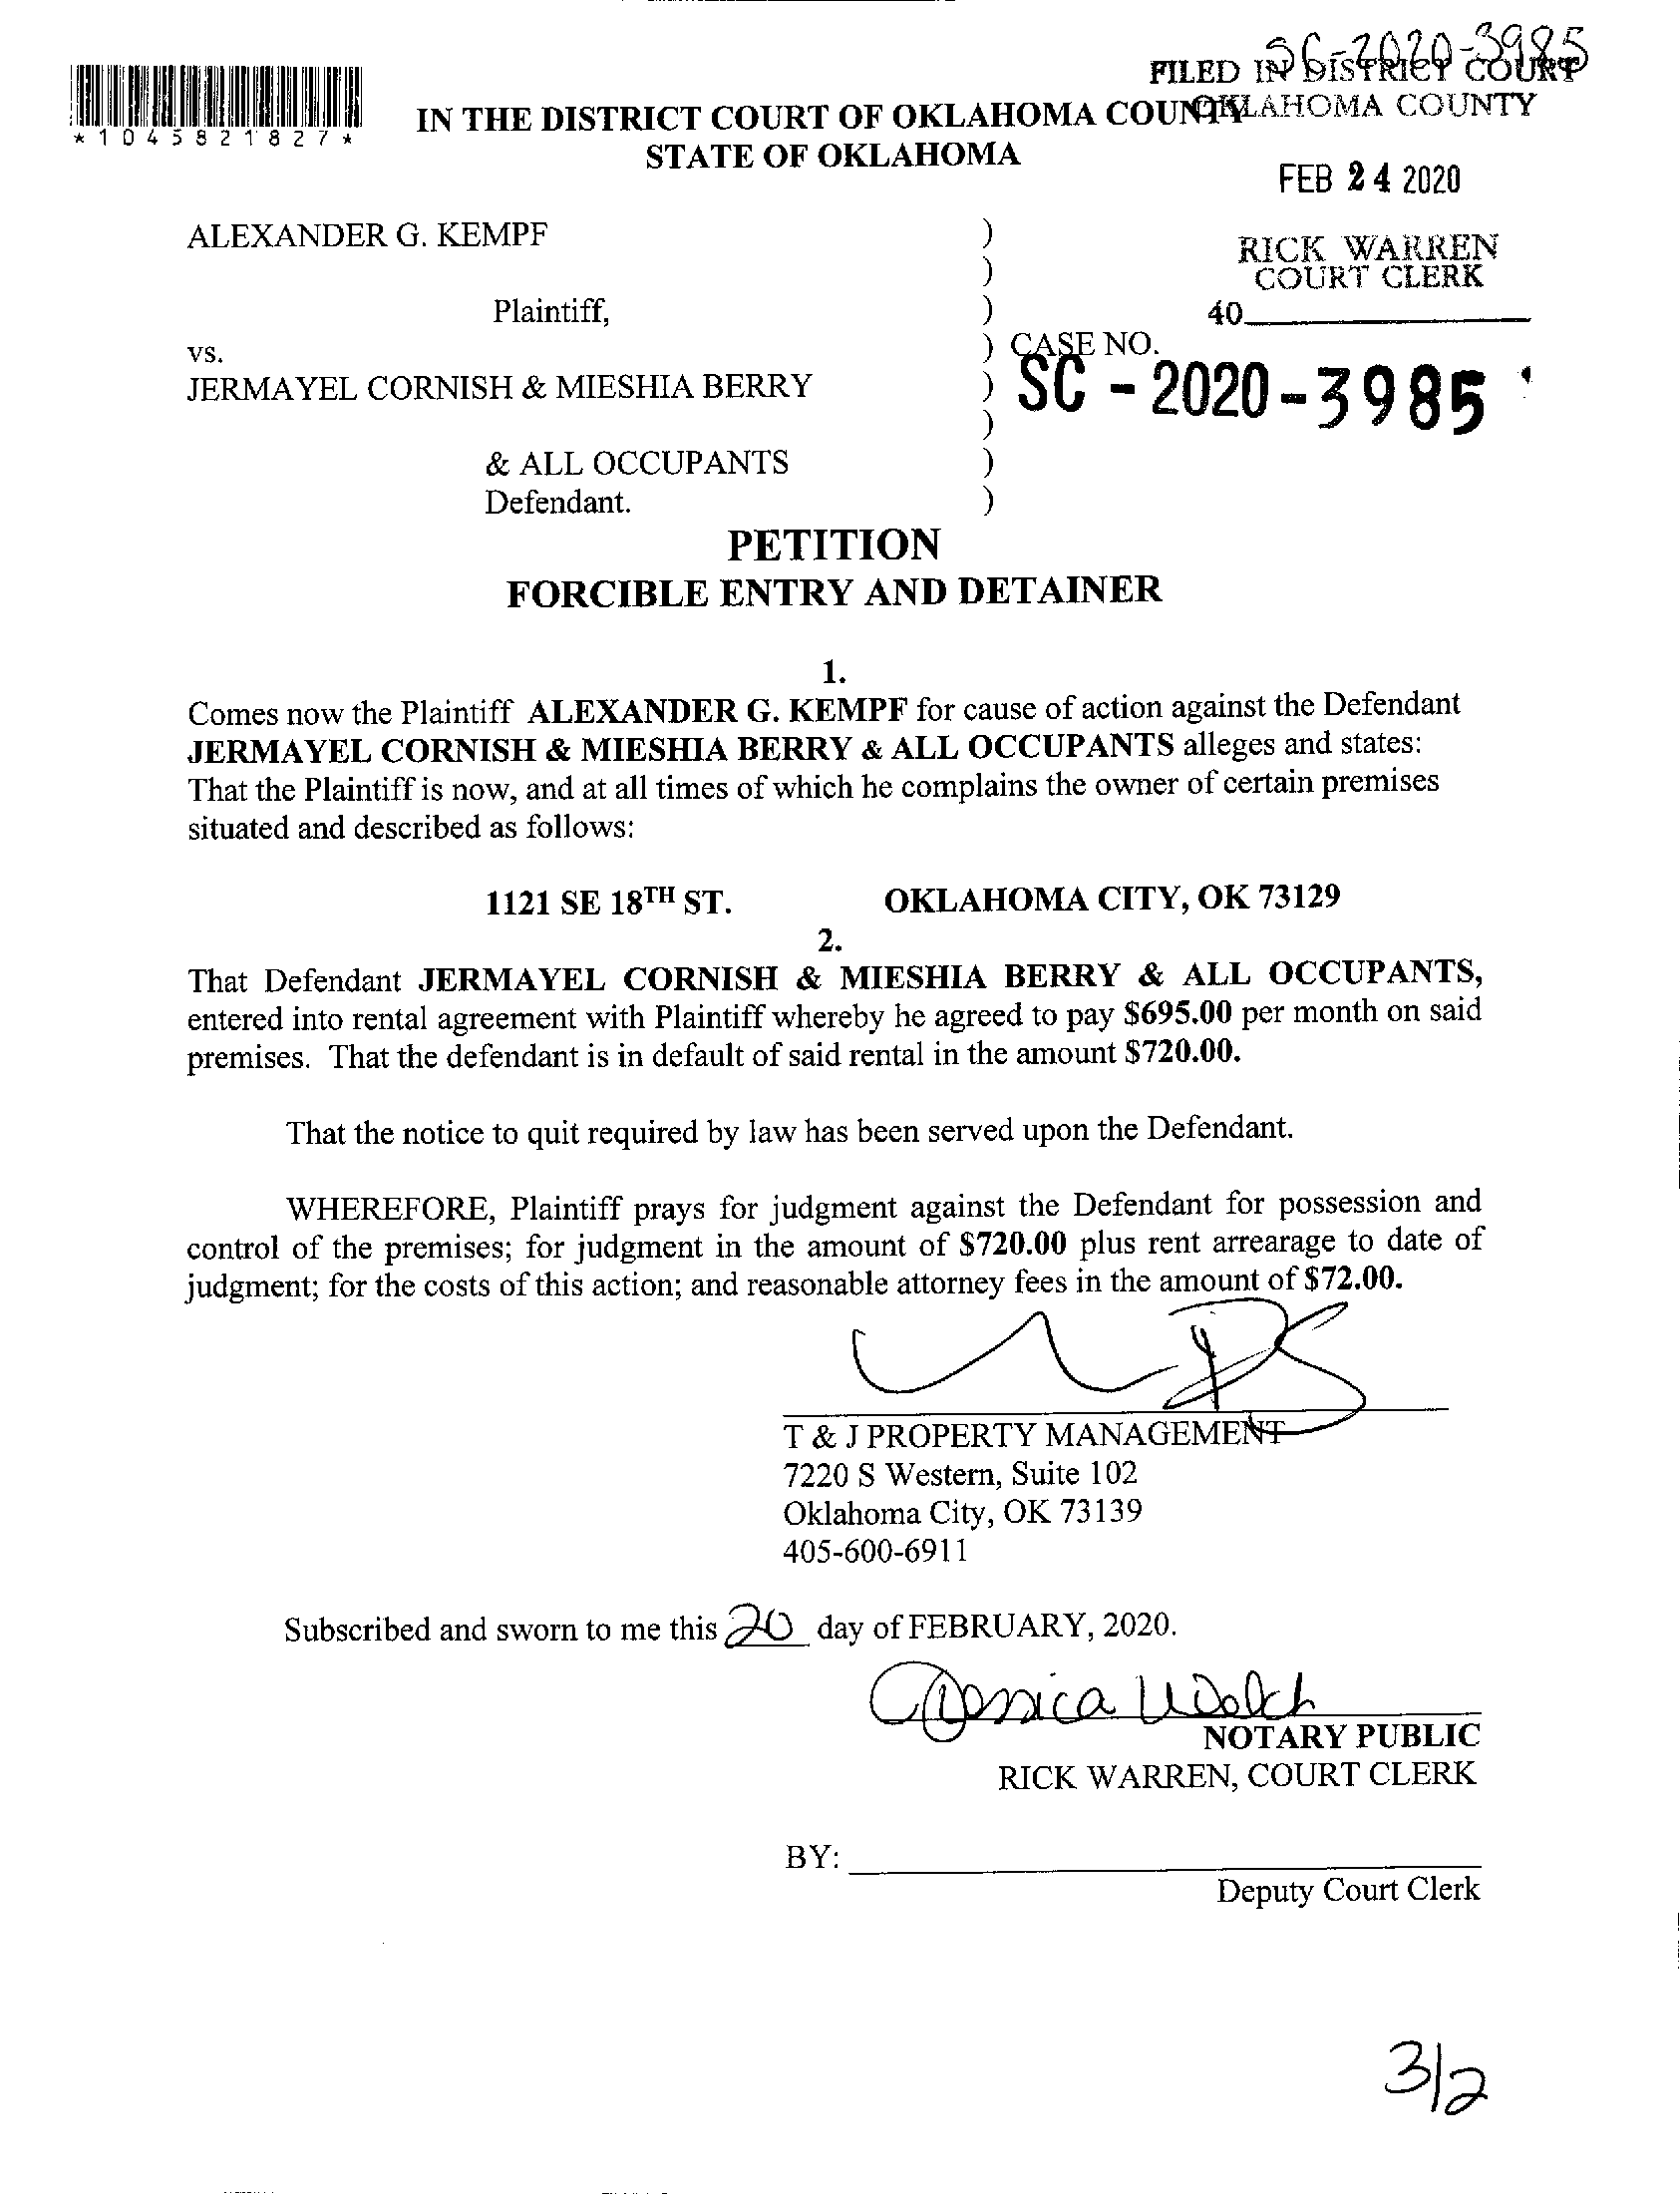 SC-2020-3985
FILED IN DISTRICT COURT
OKLAHOMA COUNTY
*1045821827*
IN THE DISTRICT COURT OF OKLAHOMA COUNTY
STATE OF OKLAHOMA
FEB 24 2020
ALEXANDER G. KEMPF )
)
RICK WARREN
COURT CLERK
Plaintiff, )
40
vs. ) CASE NO.
JERMAYEL CORNISH & MIESHIA BERRY ) SC - 2020 - 3985
)
& ALL OCCUPANTS )
Defendant. )
PETITION
FORCIBLE ENTRY AND DETAINER
1.
Comes now the Plaintiff ALEXANDER G. KEMPF for cause of action against the Defendant
JERMAYEL CORNISH & MIESHIA BERRY & ALL OCCUPANTS alleges and states:
That the Plaintiff is now, and at all times of which he complains the owner of certain premises
situated and described as follows:
1121 SE 18TH ST. OKLAHOMA CITY, OK 73129
2.
That Defendant JERMAYEL CORNISH & MIESHIA BERRY & ALL OCCUPANTS,
entered into rental agreement with Plaintiff whereby he agreed to pay $695.00 per month on said
premises. That the defendant is in default of said rental in the amount $720.00.
That the notice to quit required by law has been served upon the Defendant.
WHEREFORE, Plaintiff prays for judgment against the Defendant for possession and
control of the premises; for judgment in the amount of $720.00 plus rent arrearage to date of
judgment; for the costs of this action; and reasonable attorney fees in the amount of $72.00.
T & J PROPERTY MANAGEMENT
7220 S Western, Suite 102
Oklahoma City, OK 73139
405-600-6911
Subscribed and sworn to me this 20 day of FEBRUARY, 2020.
Jessica Welch
NOTARY PUBLIC
RICK WARREN, COURT CLERK
BY:
Deputy Court Clerk
3/2